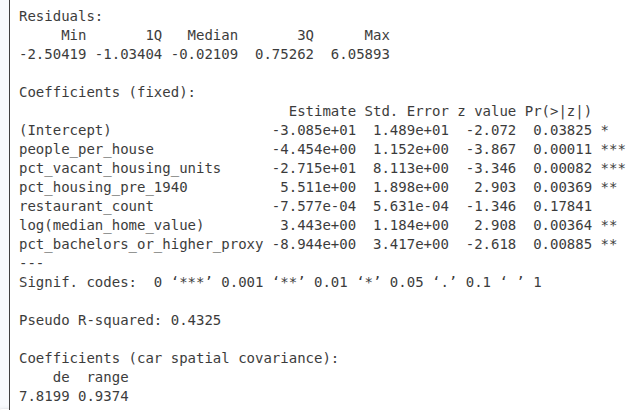 Residuals:
     Min       1Q   Median       3Q      Max
-2.50419 -1.03404 -0.02109  0.75262  6.05893

Coefficients (fixed):
                                Estimate Std. Error z value Pr(>|z|)
(Intercept)                   -3.085e+01  1.489e+01  -2.072  0.03825 *
people_per_house              -4.454e+00  1.152e+00  -3.867  0.00011 ***
pct_vacant_housing_units      -2.715e+01  8.113e+00  -3.346  0.00082 ***
pct_housing_pre_1940           5.511e+00  1.898e+00   2.903  0.00369 **
restaurant_count              -7.577e-04  5.631e-04  -1.346  0.17841
log(median_home_value)         3.443e+00  1.184e+00   2.908  0.00364 **
pct_bachelors_or_higher_proxy -8.944e+00  3.417e+00  -2.618  0.00885 **
---
Signif. codes:  0 ‘***’ 0.001 ‘**’ 0.01 ‘*’ 0.05 ‘.’ 0.1 ‘ ’ 1

Pseudo R-squared: 0.4325

Coefficients (car spatial covariance):
    de  range
7.8199 0.9374